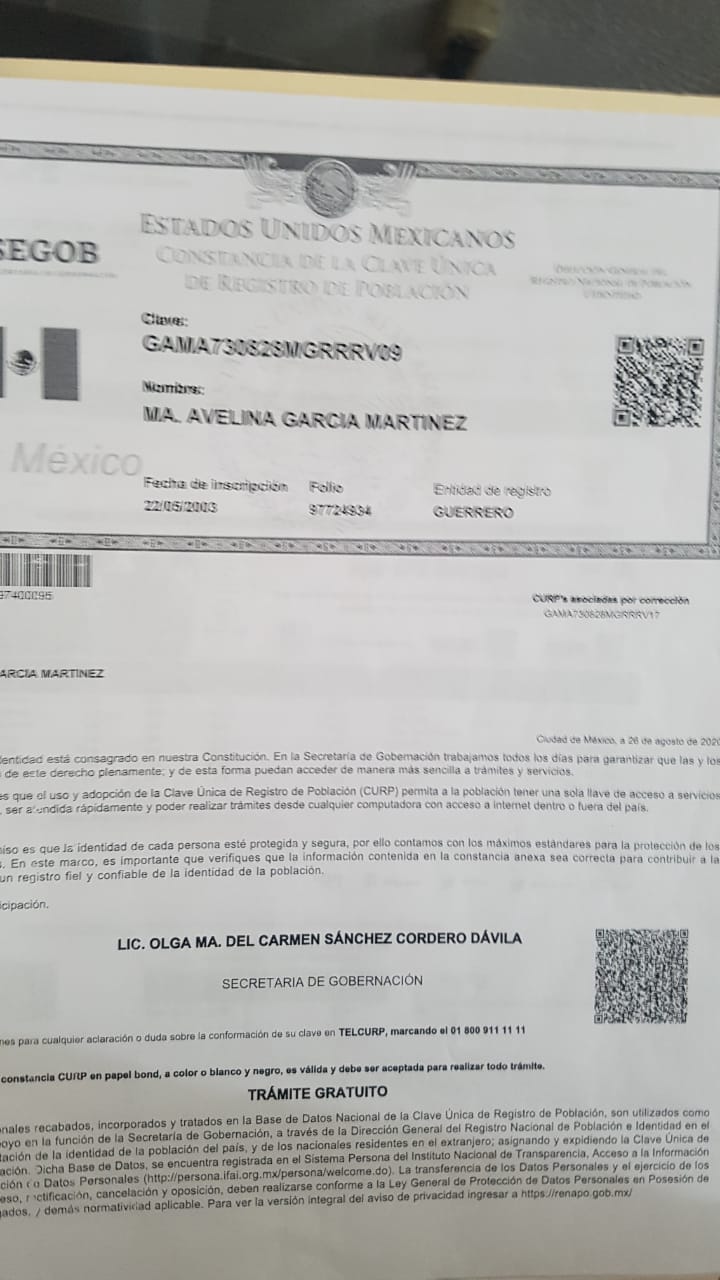 ESTADOS UNIDOS MEXICANOS
SEGOB
CONSTANCIA DE LA CLAVE ÚNICA
DE REGISTRO DE POBLACIÓN
DIRECCIÓN GENERAL DEL
REGISTRO NACIONAL DE POBLACIÓN
E IDENTIDAD
Clave:
GAMA730828MGRRRV09
Nombre:
MA. AVELINA GARCIA MARTINEZ
México
Fecha de inscripción Folio Entidad de registro
22/05/2003 97724934 GUERRERO
97400095
CURP's asociadas por corrección
GAMA730828MGRRRV17
ARCIA MARTINEZ
Ciudad de México, a 26 de agosto de 2020
dentidad está consagrado en nuestra Constitución. En la Secretaría de Gobernación trabajamos todos los días para garantizar que las y los
de este derecho plenamente; y de esta forma puedan acceder de manera más sencilla a trámites y servicios.
es que el uso y adopción de la Clave Única de Registro de Población (CURP) permita a la población tener una sola llave de acceso a servicios
, ser atendida rápidamente y poder realizar trámites desde cualquier computadora con acceso a internet dentro o fuera del país.
iso es que la identidad de cada persona esté protegida y segura, por ello contamos con los máximos estándares para la protección de los
. En este marco, es importante que verifiques que la información contenida en la constancia anexa sea correcta para contribuir a la
un registro fiel y confiable de la identidad de la población.
icipación.
LIC. OLGA MA. DEL CARMEN SÁNCHEZ CORDERO DÁVILA
SECRETARIA DE GOBERNACIÓN
nes para cualquier aclaración o duda sobre la conformación de su clave en TELCURP, marcando el 01 800 911 11 11
constancia CURP en papel bond, a color o blanco y negro, es válida y debe ser aceptada para realizar todo trámite.
TRÁMITE GRATUITO
onales recabados, incorporados y tratados en la Base de Datos Nacional de la Clave Única de Registro de Población, son utilizados como
oyo en la función de la Secretaría de Gobernación, a través de la Dirección General del Registro Nacional de Población e Identidad en el
tación de la identidad de la población del país, y de los nacionales residentes en el extranjero; asignando y expidiendo la Clave Única de
ación. Dicha Base de Datos, se encuentra registrada en el Sistema Persona del Instituto Nacional de Transparencia, Acceso a la Información
ción de Datos Personales (http://persona.ifai.org.mx/persona/welcome.do). La transferencia de los Datos Personales y el ejercicio de los
eso, rectificación, cancelación y oposición, deben realizarse conforme a la Ley General de Protección de Datos Personales en Posesión de
gados, y demás normatividad aplicable. Para ver la versión integral del aviso de privacidad ingresar a https://renapo.gob.mx/